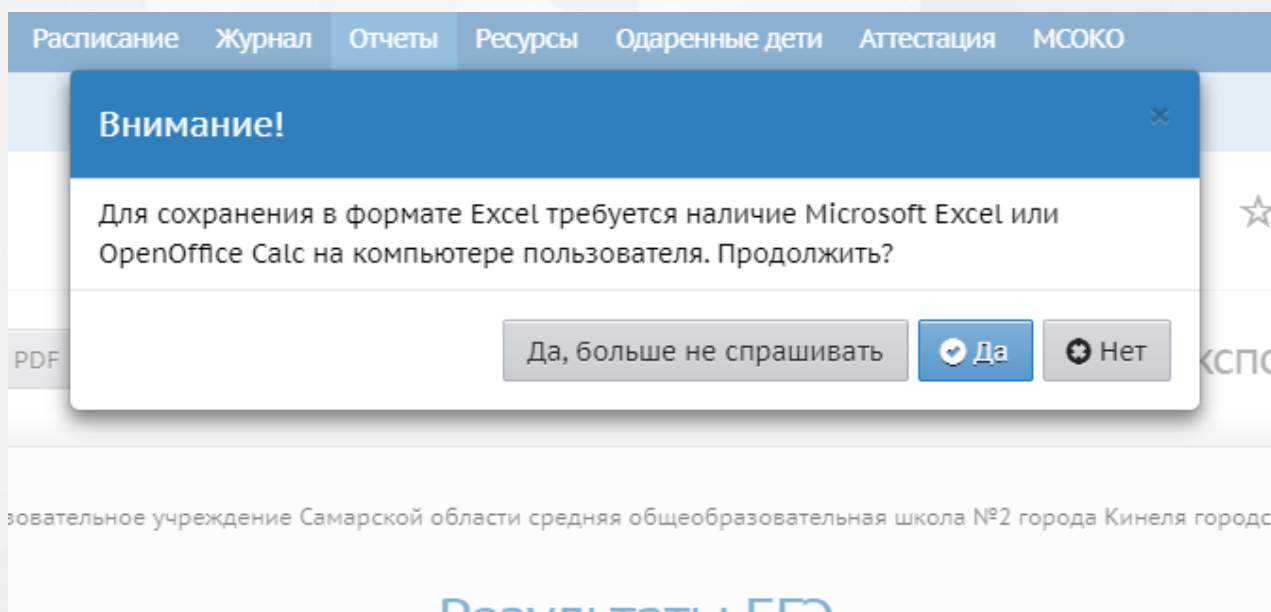 Расписание Журнал Отчеты Ресурсы Одаренные дети Аттестация МСОКО
Внимание!
Для сохранения в формате Excel требуется наличие Microsoft Excel или
OpenOffice Calc на компьютере пользователя. Продолжить?
Да, больше не спрашивать Да Нет
PDF
учреждение Самарской области средняя общеобразовательная школа №2 города Кинеля
Результаты ЕГЭ